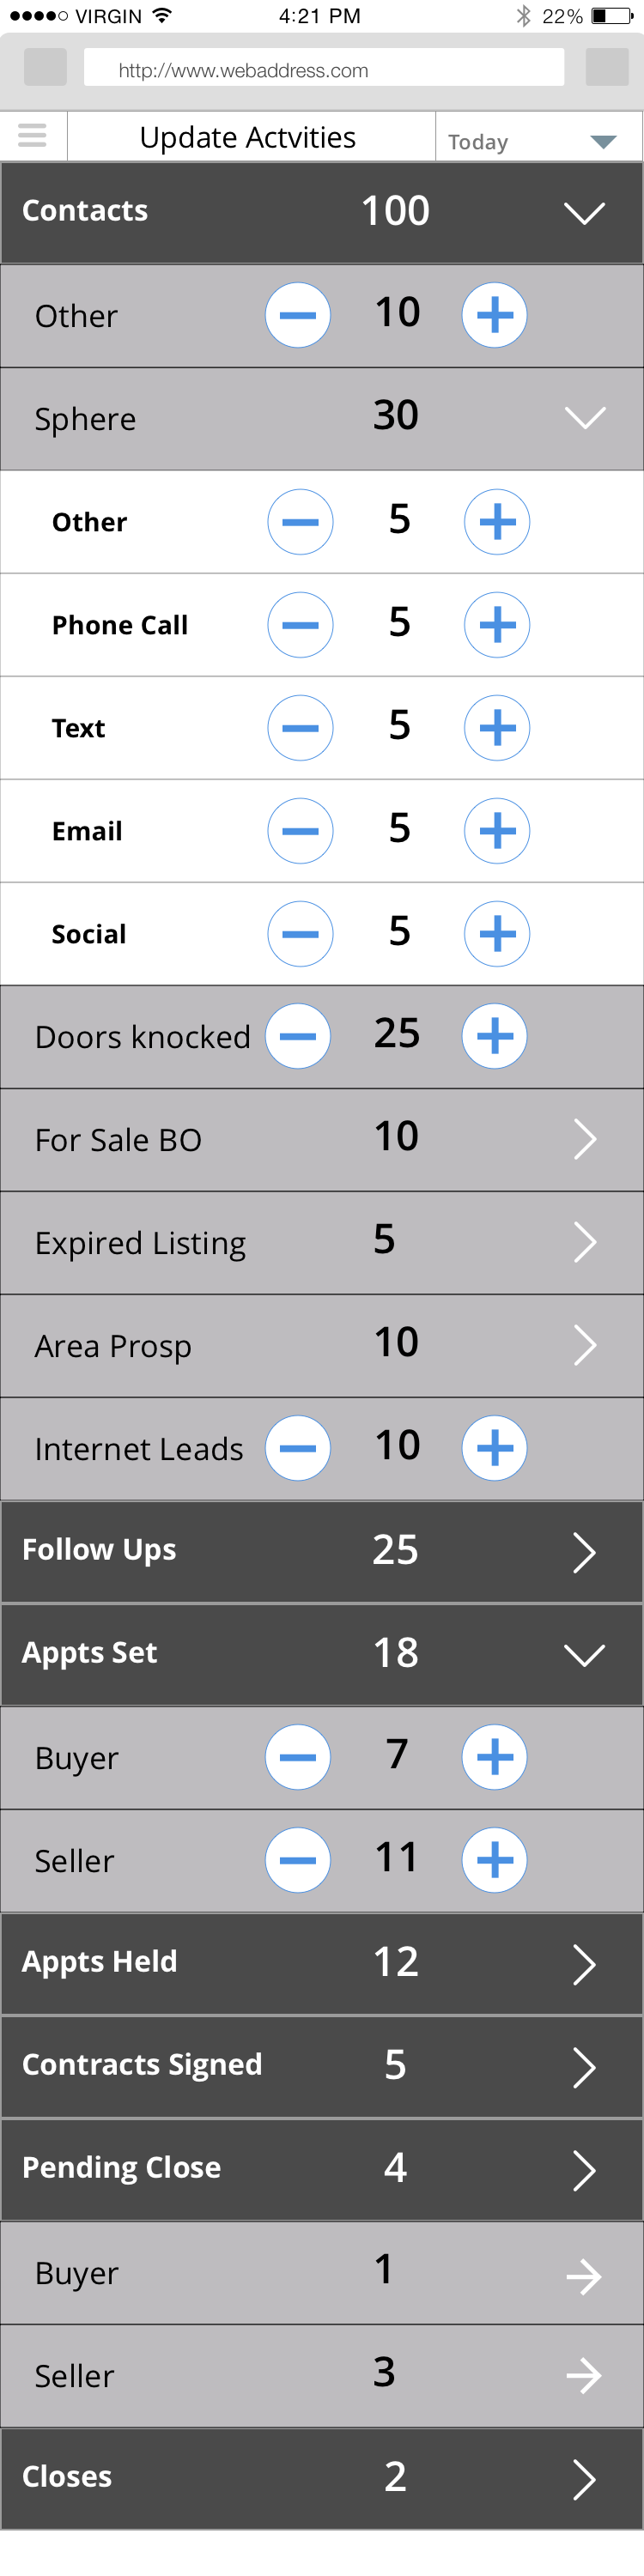 VIRGIN 4:21 PM 22%
http://www.webaddress.com
Update Actvities Today
Contacts 100
Other 10
Sphere 30
Other 5
Phone Call 5
Text 5
Email 5
Social 5
Doors knocked 25
For Sale BO 10
Expired Listing 5
Area Prosp 10
Internet Leads 10
Follow Ups 25
Appts Set 18
Buyer 7
Seller 11
Appts Held 12
Contracts Signed 5
Pending Close 4
Buyer 1
Seller 3
Closes 2